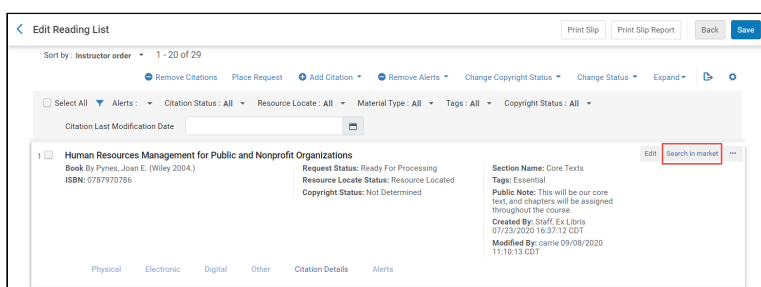 Edit Reading List
Print Slip
Print Slip Report
Back
Save
Sort by : Instructor order 1 - 20 of 29
Remove Citations Place Request Add Citation Remove Alerts Change Copyright Status Change Status Expand
Select All Alerts : Citation Status : All Resource Locate : All Material Type : All Tags : All Copyright Status : All
Citation Last Modification Date
1 Human Resources Management for Public and Nonprofit Organizations
Edit Search in market ...
Book By Pynes, Joan E. (Wiley 2004.)
ISBN: 0787970786
Request Status: Ready For Processing
Resource Locate Status: Resource Located
Copyright Status: Not Determined
Section Name: Core Texts
Tags: Essential
Public Note: This will be our core
text, and chapters will be assigned
throughout the course.
Created By: Staff, Ex Libris
07/23/2020 16:37:12 CDT
Modified By: carrie 09/08/2020
11:10:13 CDT
Physical Electronic Digital Other Citation Details Alerts